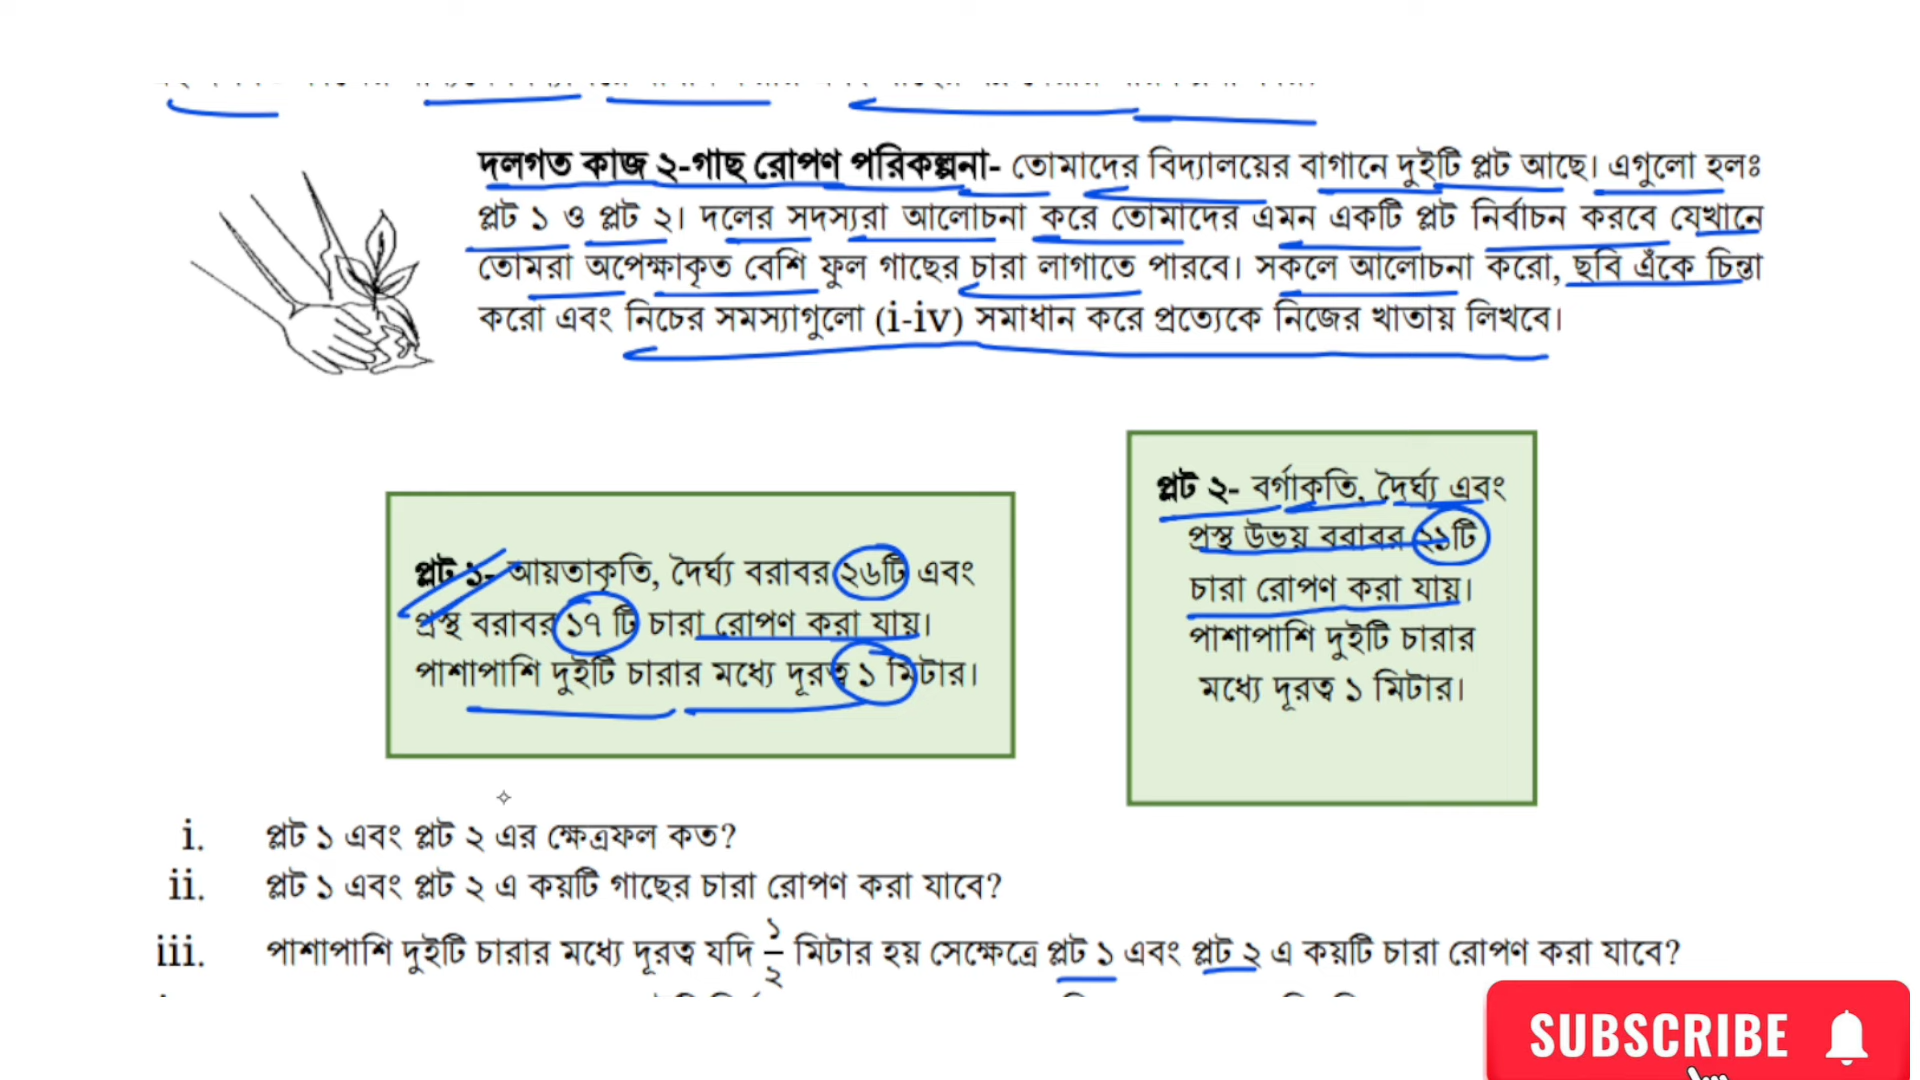 দলগত কাজ ২-গাছ রোপণ পরিকল্পনা- তোমাদের বিদ্যালয়ের বাগানে দুইটি প্লট আছে। এগুলো হলঃ
প্লট ১ ও প্লট ২। দলের সদস্যরা আলোচনা করে তোমাদের এমন একটি প্লট নির্বাচন করবে যেখানে
তোমরা অপেক্ষাকৃত বেশি ফুল গাছের চারা লাগাতে পারবে। সকলে আলোচনা করো, ছবি এঁকে চিন্তা
করো এবং নিচের সমস্যাগুলো (i-iv) সমাধান করে প্রত্যেকে নিজের খাতায় লিখবে।
প্লট ১- আয়তাকৃতি, দৈর্ঘ্য বরাবর ২৬টি এবং
প্রস্থ বরাবর ১৭ টি চারা রোপণ করা যায়।
পাশাপাশি দুইটি চারার মধ্যে দূরত্ব ১ মিটার।
প্লট ২- বর্গাকৃতি, দৈর্ঘ্য এবং
প্রস্থ উভয় বরাবর ২১টি
চারা রোপণ করা যায়।
পাশাপাশি দুইটি চারার
মধ্যে দূরত্ব ১ মিটার।
i. প্লট ১ এবং প্লট ২ এর ক্ষেত্রফল কত?
ii. প্লট ১ এবং প্লট ২ এ কয়টি গাছের চারা রোপণ করা যাবে?
iii. পাশাপাশি দুইটি চারার মধ্যে দূরত্ব যদি ১/২ মিটার হয় সেক্ষেত্রে প্লট ১ এবং প্লট ২ এ কয়টি চারা রোপণ করা যাবে?
SUBSCRIBE